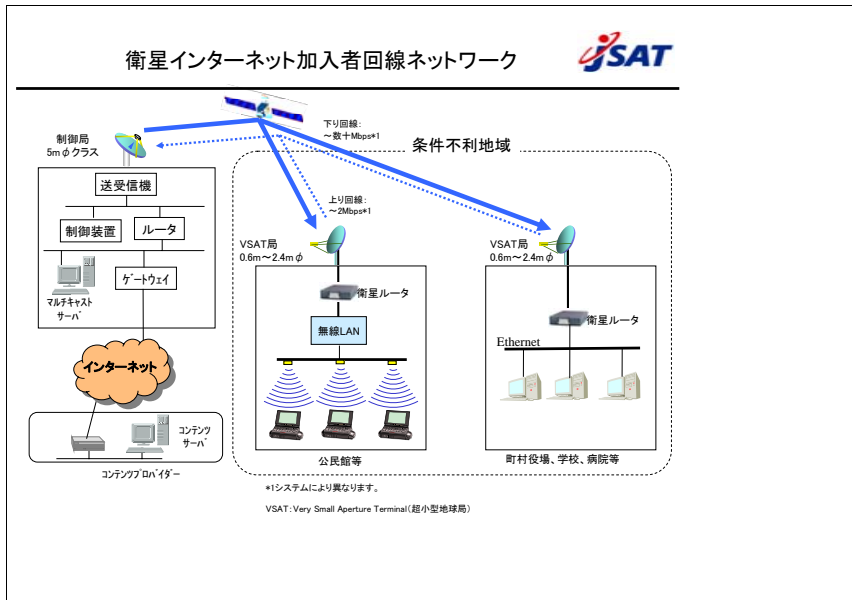 衛星インターネット加入者回線ネットワーク
JSAT
下り回線:
~数十Mbps*1
制御局
5mφクラス
条件不利地域
送受信機
上り回線:
~2Mbps*1
制御装置
ルータ
VSAT局
0.6m~2.4mφ
VSAT局
0.6m~2.4mφ
ゲートウェイ
マルチキャスト
サーバ
衛星ルータ
衛星ルータ
無線LAN
Ethernet
インターネット
コンテンツ
サーバ
コンテンツプロバイダー
公民館等
町村役場、学校、病院等
*1システムにより異なります。
VSAT:Very Small Aperture Terminal(超小型地球局)